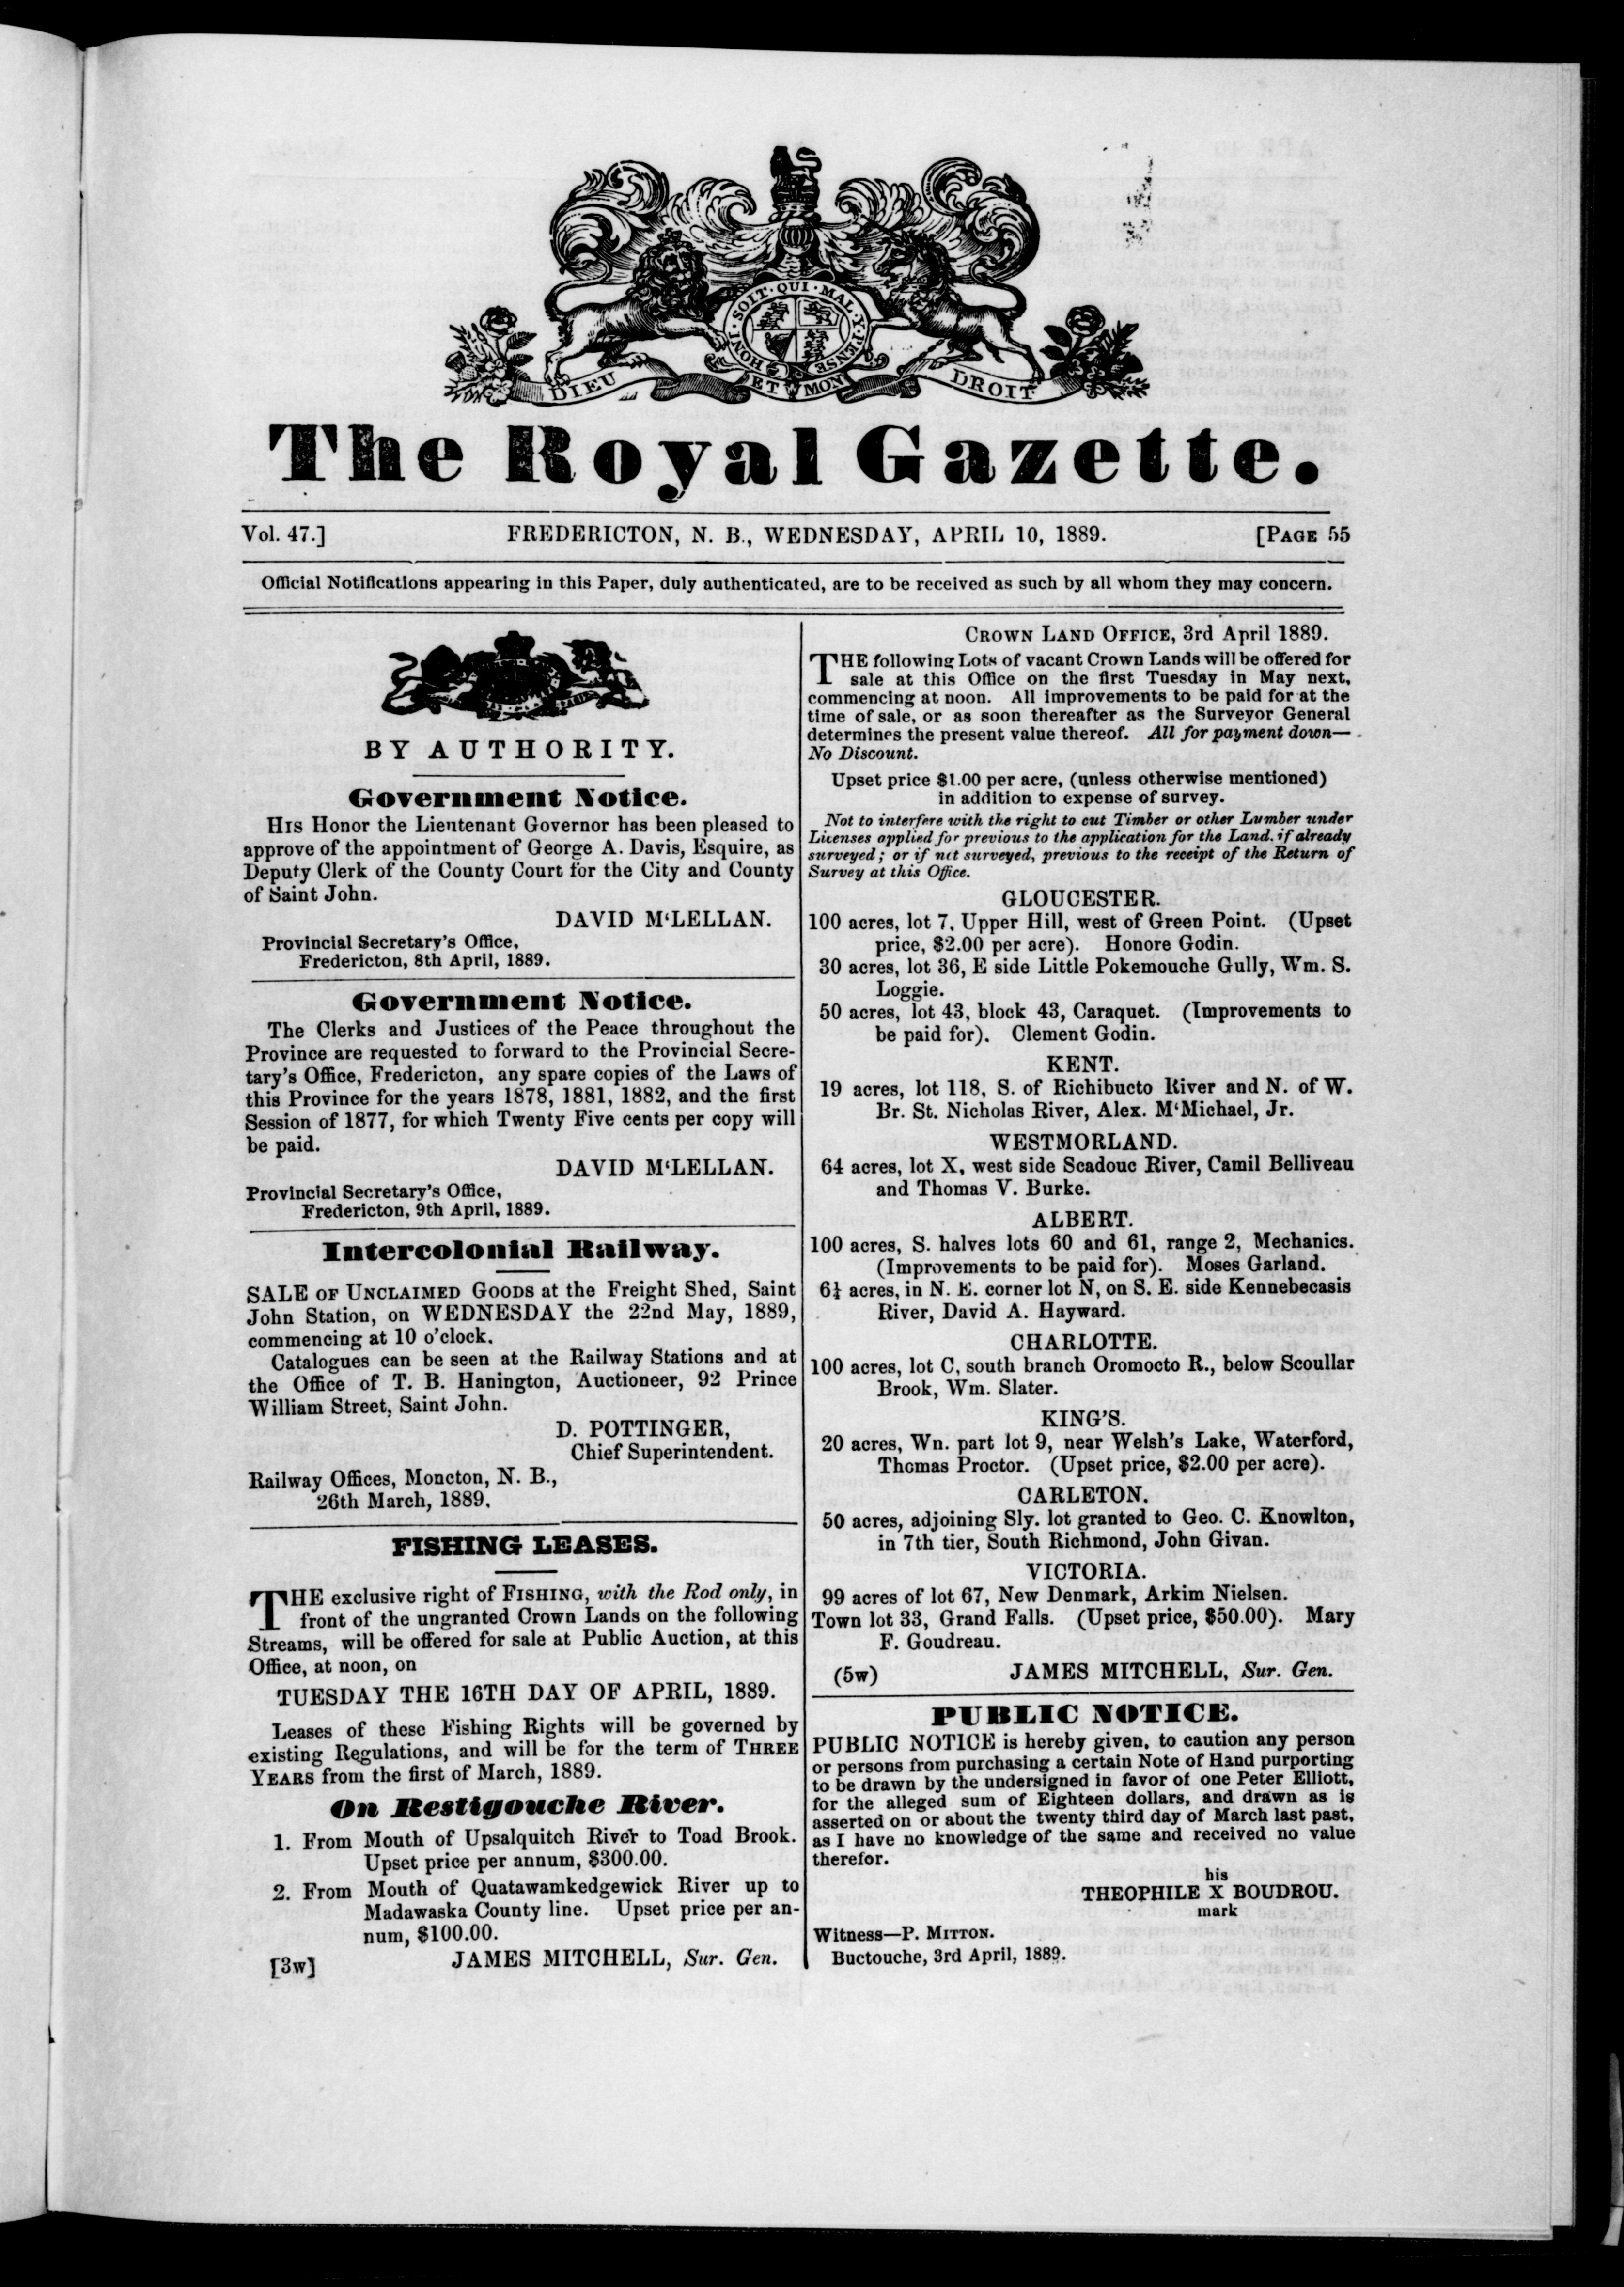 HONI · SOIT · QUI · MAL · Y · PENSE
DIEU ET MON DROIT
The Royal Gazette.
Vol. 47.] FREDERICTON, N. B., WEDNESDAY, APRIL 10, 1889. [PAGE 55
Official Notifications appearing in this Paper, duly authenticated, are to be received as such by all whom they may concern.
BY AUTHORITY.
Government Notice.
HIS Honor the Lieutenant Governor has been pleased to
approve of the appointment of George A. Davis, Esquire, as
Deputy Clerk of the County Court for the City and County
of Saint John.
DAVID M‘LELLAN.
Provincial Secretary's Office,
Fredericton, 8th April, 1889.
Government Notice.
The Clerks and Justices of the Peace throughout the
Province are requested to forward to the Provincial Secre-
tary's Office, Fredericton, any spare copies of the Laws of
this Province for the years 1878, 1881, 1882, and the first
Session of 1877, for which Twenty Five cents per copy will
be paid.
DAVID M‘LELLAN.
Provincial Secretary's Office,
Fredericton, 9th April, 1889.
Intercolonial Railway.
SALE OF UNCLAIMED GOODS at the Freight Shed, Saint
John Station, on WEDNESDAY the 22nd May, 1889,
commencing at 10 o'clock.
Catalogues can be seen at the Railway Stations and at
the Office of T. B. Hanington, Auctioneer, 92 Prince
William Street, Saint John.
D. POTTINGER,
Chief Superintendent.
Railway Offices, Moncton, N. B.,
26th March, 1889.
FISHING LEASES.
THE exclusive right of FISHING, with the Rod only, in
front of the ungranted Crown Lands on the following
Streams, will be offered for sale at Public Auction, at this
Office, at noon, on
TUESDAY THE 16TH DAY OF APRIL, 1889.
Leases of these Fishing Rights will be governed by
existing Regulations, and will be for the term of THREE
YEARS from the first of March, 1889.
On Restigouche River.
1. From Mouth of Upsalquitch River to Toad Brook.
Upset price per annum, $300.00.
2. From Mouth of Quatawamkedgewick River up to
Madawaska County line. Upset price per an-
num, $100.00.
[3w] JAMES MITCHELL, Sur. Gen.
CROWN LAND OFFICE, 3rd April 1889.
THE following Lots of vacant Crown Lands will be offered for
sale at this Office on the first Tuesday in May next,
commencing at noon. All improvements to be paid for at the
time of sale, or as soon thereafter as the Surveyor General
determines the present value thereof. All for payment down—
No Discount.
Upset price $1.00 per acre, (unless otherwise mentioned)
in addition to expense of survey.
Not to interfere with the right to cut Timber or other Lumber under
Licenses applied for previous to the application for the Land, if already
surveyed; or if not surveyed, previous to the receipt of the Return of
Survey at this Office.
GLOUCESTER.
100 acres, lot 7, Upper Hill, west of Green Point. (Upset
price, $2.00 per acre). Honore Godin.
30 acres, lot 36, E side Little Pokemouche Gully, Wm. S.
Loggie.
50 acres, lot 43, block 43, Caraquet. (Improvements to
be paid for). Clement Godin.
KENT.
19 acres, lot 118, S. of Richibucto River and N. of W.
Br. St. Nicholas River, Alex. M‘Michael, Jr.
WESTMORLAND.
64 acres, lot X, west side Scadouc River, Camil Belliveau
and Thomas V. Burke.
ALBERT.
100 acres, S. halves lots 60 and 61, range 2, Mechanics.
(Improvements to be paid for). Moses Garland.
6¼ acres, in N. E. corner lot N, on S. E. side Kennebecasis
River, David A. Hayward.
CHARLOTTE.
100 acres, lot C, south branch Oromocto R., below Scoullar
Brook, Wm. Slater.
KING'S.
20 acres, Wn. part lot 9, near Welsh's Lake, Waterford,
Thomas Proctor. (Upset price, $2.00 per acre).
CARLETON.
50 acres, adjoining Sly. lot granted to Geo. C. Knowlton,
in 7th tier, South Richmond, John Givan.
VICTORIA.
99 acres of lot 67, New Denmark, Arkim Nielsen.
Town lot 33, Grand Falls. (Upset price, $50.00). Mary
F. Goudreau.
(5w) JAMES MITCHELL, Sur. Gen.
PUBLIC NOTICE.
PUBLIC NOTICE is hereby given, to caution any person
or persons from purchasing a certain Note of Hand purporting
to be drawn by the undersigned in favor of one Peter Elliott,
for the alleged sum of Eighteen dollars, and drawn as is
asserted on or about the twenty third day of March last past,
as I have no knowledge of the same and received no value
therefor.
his
THEOPHILE X BOUDROU.
mark
Witness—P. MITTON.
Buctouche, 3rd April, 1889.